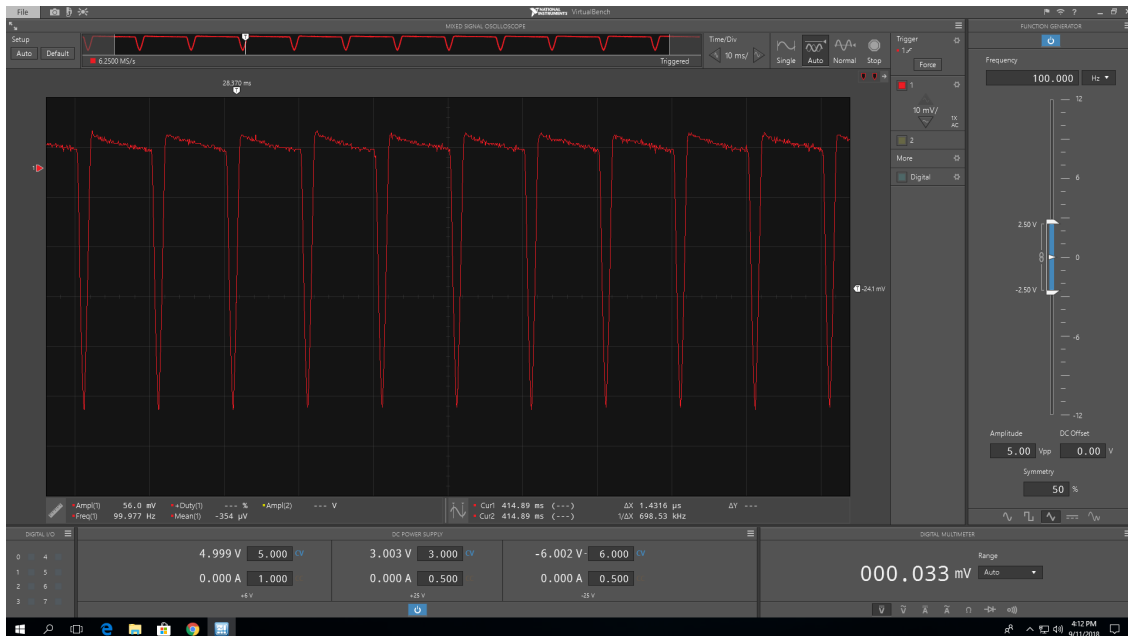 File
NATIONAL INSTRUMENTS VirtualBench
?
MIXED SIGNAL OSCILLOSCOPE
FUNCTION GENERATOR
Setup
Auto Default
T
6.2500 MS/s
Triggered
Time/Div
10 ms/
Single Auto Normal Stop
Trigger
1
Force
1
10 mV/
1X
AC
2
More
Digital
28.370 ms
T
1
T -24.1 mV
Frequency
100.000 Hz
12
6
2.50 V
0
-2.50 V
-6
-12
Amplitude DC Offset
5.00 Vpp 0.00 V
Symmetry
50 %
Ampl(1) 56.0 mV +Duty(1) --- % Ampl(2) --- V
Freq(1) 99.977 Hz Mean(1) -354 µV
Cur1 414.89 ms (---) ΔX 1.4316 µs ΔY ---
Cur2 414.89 ms (---) 1/ΔX 698.53 kHz
DIGITAL I/O
0 4
1 5
2 6
3 7
DC POWER SUPPLY
4.999 V 5.000 CV 3.003 V 3.000 CV -6.002 V - 6.000 CV
0.000 A 1.000 0.000 A 0.500 0.000 A 0.500
+6 V +25 V -25 V
DIGITAL MULTIMETER
000.033 mV
Range
Auto
V V A A Ω
4:12 PM
9/11/2018